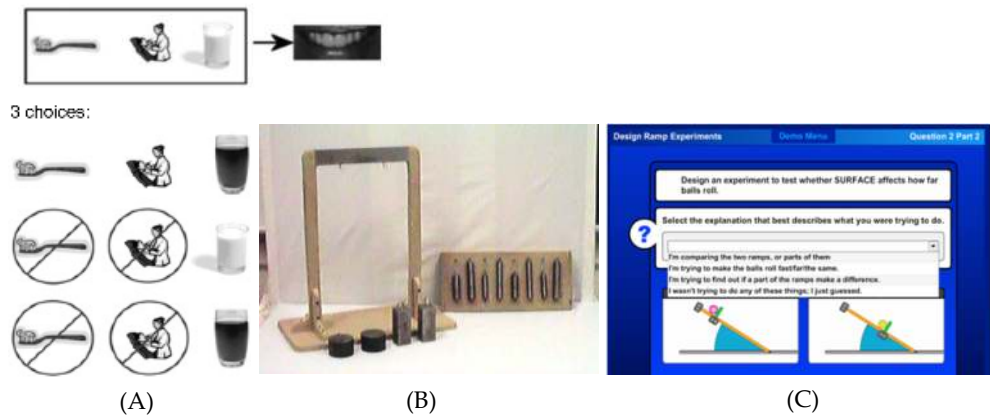 3 choices:
Design Ramp Experiments
Demo Menu
Question 2 Part 2
Design an experiment to test whether SURFACE affects how far
balls roll.
?
Select the explanation that best describes what you were trying to do.
I'm comparing the two ramps, or parts of them
I'm trying to make the balls roll fast/far/the same.
I'm trying to find out if a part of the ramps make a difference.
I wasn't trying to do any of these things; I just guessed.
(A)
(B)
(C)